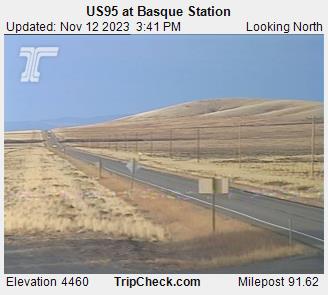 US95 at Basque Station
Updated: Nov 12 2023 3:41 PM Looking North
Elevation 4460 TripCheck.com Milepost 91.62